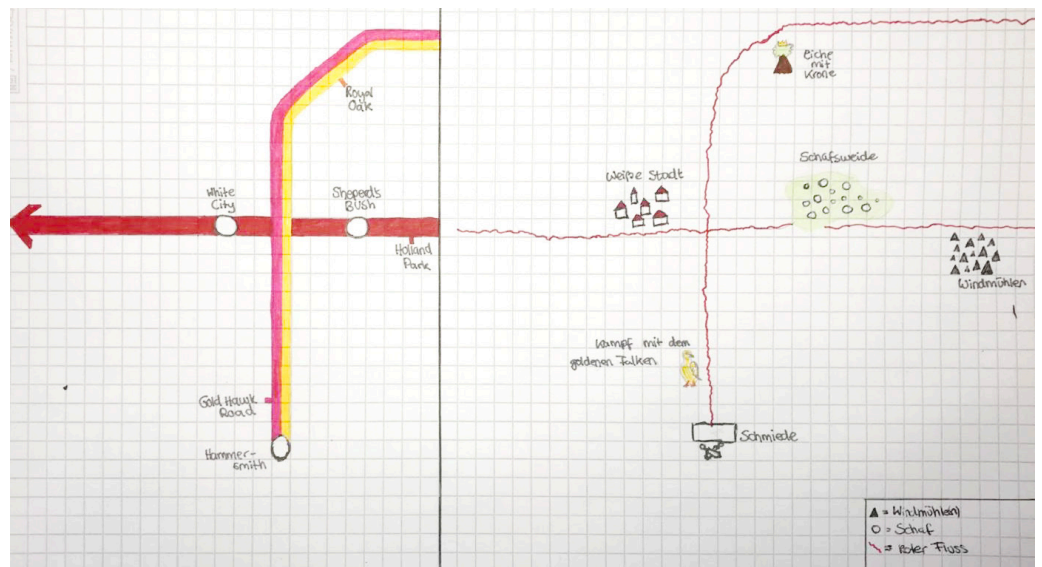 Royal
Oak
White
City
Sheperd's
BUsh
Holland
Park
Gold Hawk
Road
Hammer-
smith
Eiche
mit
Krone
Schafsweide
Weiße Stadt
Windmühlen
Kampf mit dem
goldenen Falken
Schmiede
= Windmühle(n)
= Schaf
= roter Fluss